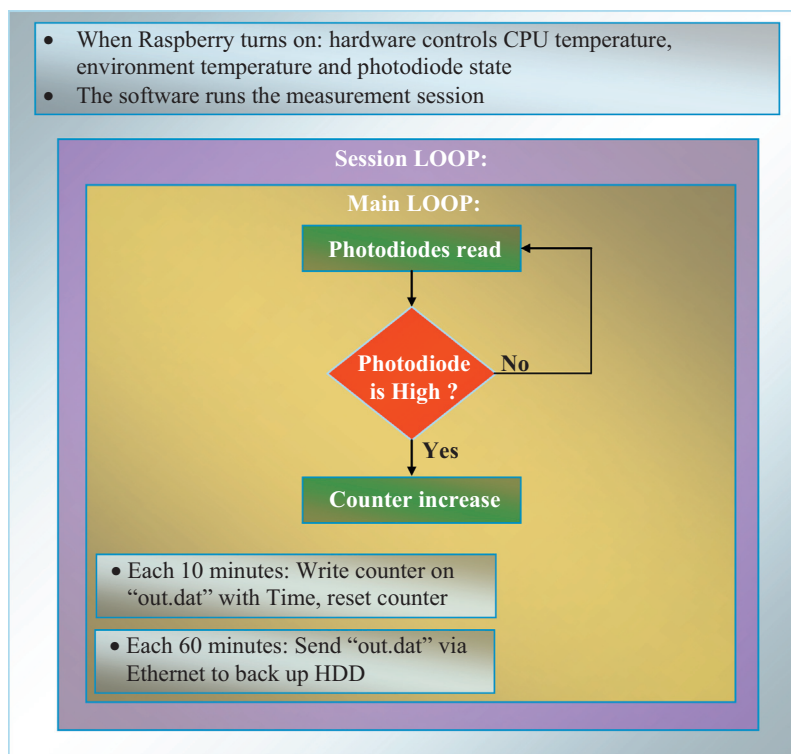 • When Raspberry turns on: hardware controls CPU temperature,
environment temperature and photodiode state
• The software runs the measurement session
Session LOOP:
Main LOOP:
Photodiodes read
Photodiode
is High ?
No
Yes
Counter increase
• Each 10 minutes: Write counter on
“out.dat” with Time, reset counter
• Each 60 minutes: Send “out.dat” via
Ethernet to back up HDD